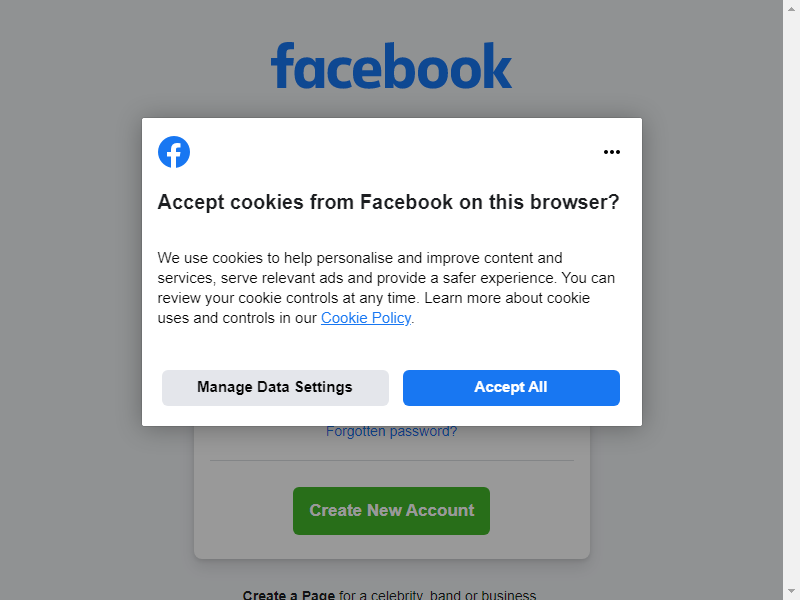 facebook
Accept cookies from Facebook on this browser?
We use cookies to help personalise and improve content and
services, serve relevant ads and provide a safer experience. You can
review your cookie controls at any time. Learn more about cookie
uses and controls in our Cookie Policy.
Manage Data Settings
Accept All
Forgotten password?
Create New Account
Create a Page for a celebrity, band or business